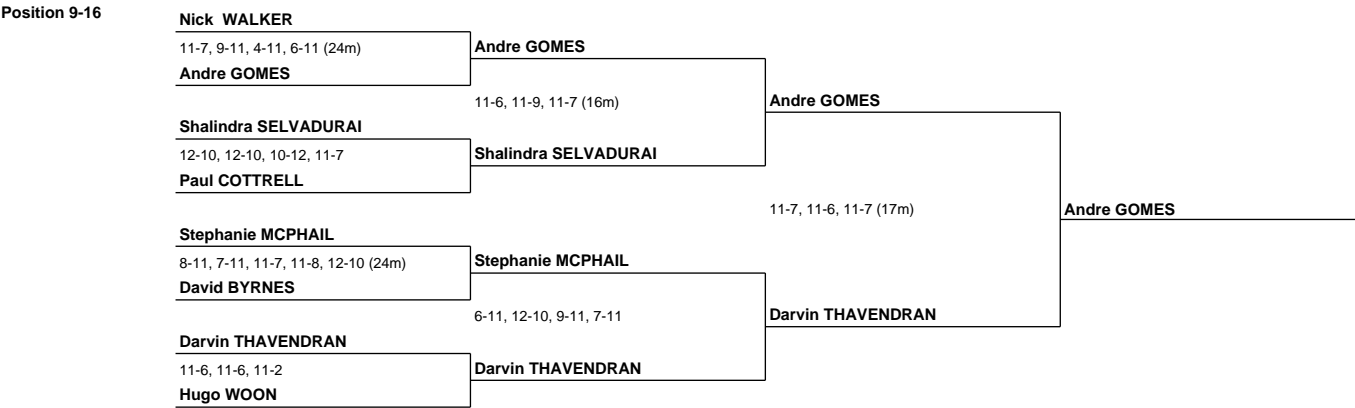 Position 9-16
Nick WALKER
11-7, 9-11, 4-11, 6-11 (24m)
Andre GOMES
Andre GOMES
11-6, 11-9, 11-7 (16m)
Andre GOMES
Shalindra SELVADURAI
12-10, 12-10, 10-12, 11-7
Shalindra SELVADURAI
Paul COTTRELL
11-7, 11-6, 11-7 (17m)
Andre GOMES
Stephanie MCPHAIL
8-11, 7-11, 11-7, 11-8, 12-10 (24m)
Stephanie MCPHAIL
David BYRNES
6-11, 12-10, 9-11, 7-11
Darvin THAVENDRAN
Darvin THAVENDRAN
11-6, 11-6, 11-2
Darvin THAVENDRAN
Hugo WOON